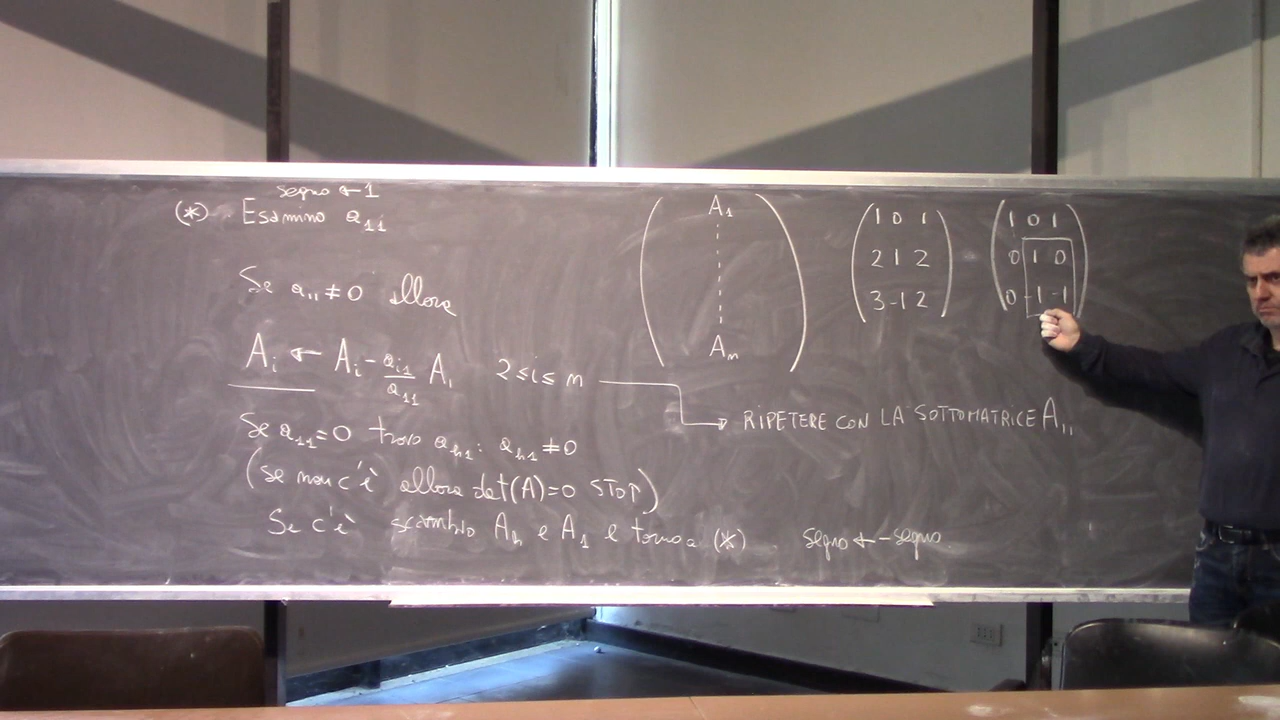 segno ← 1
(*) Esamino a₁₁
Se a₁₁ ≠ 0 allora
Aᵢ ← Aᵢ - aᵢ₁/a₁₁ A₁ 2 ≤ i ≤ n
RIPETERE CON LA SOTTOMATRICE A₁₁
Se a₁₁ = 0 trovo aₕ₁ : aₕ₁ ≠ 0
(se non c'è allora det(A) = 0 STOP)
Se c'è scambio Aₕ e A₁ e torno a (*) segno ← - segno
A₁
Aₙ
1 0 1
2 1 2
3 -1 2
1 0 1
0 1 0
0 -1 -1